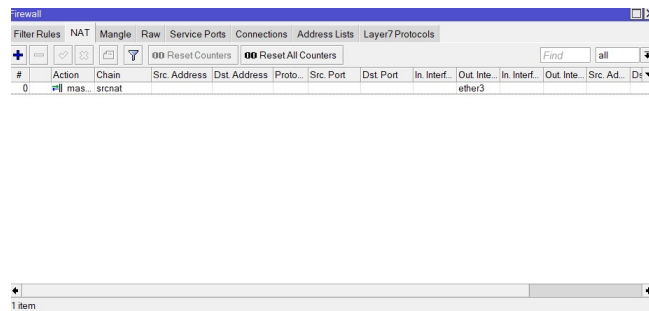 Firewall
Filter Rules NAT Mangle Raw Service Ports Connections Address Lists Layer7 Protocols
00 Reset Counters 00 Reset All Counters Find all
# Action Chain Src. Address Dst. Address Proto... Src. Port Dst. Port In. Interf... Out. Inte... In. Interf... Out. Inte... Src. Ad... Ds
0 mas... srcnat ether3
1 item